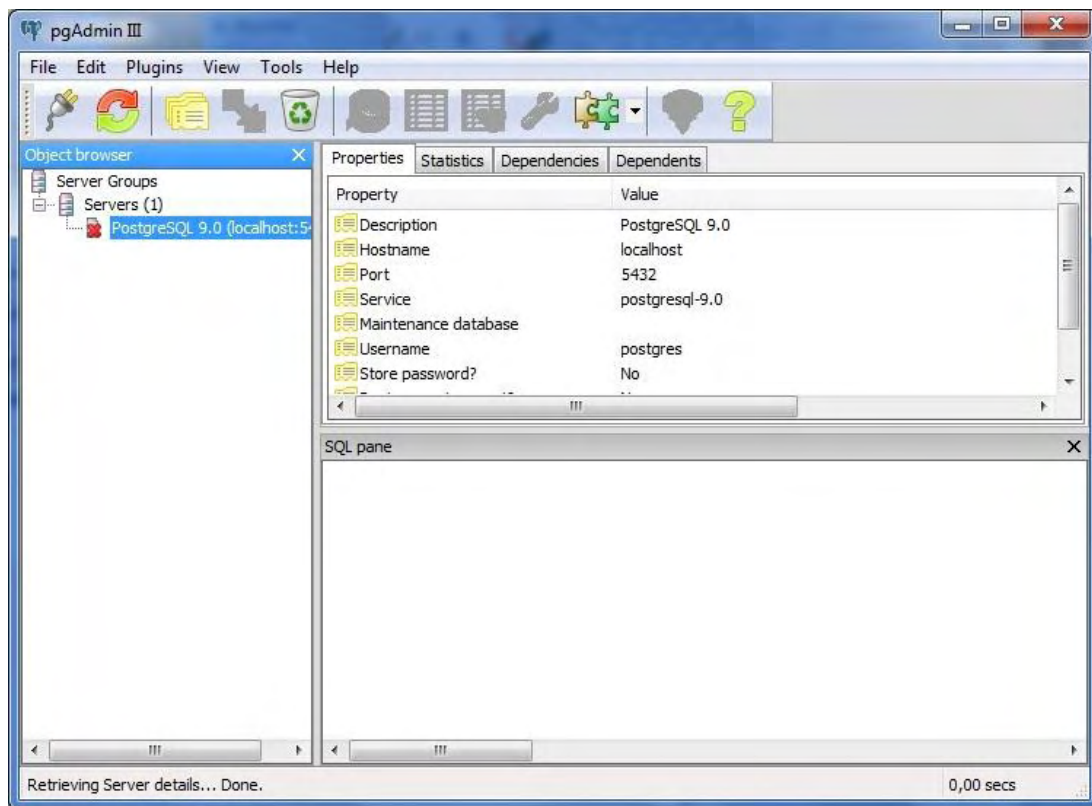 pgAdmin III
File Edit Plugins View Tools Help
Object browser
Server Groups
Servers (1)
PostgreSQL 9.0 (localhost:54
Properties Statistics Dependencies Dependents
Property Value
Description PostgreSQL 9.0
Hostname localhost
Port 5432
Service postgresql-9.0
Maintenance database
Username postgres
Store password? No
SQL pane
Retrieving Server details... Done. 0,00 secs